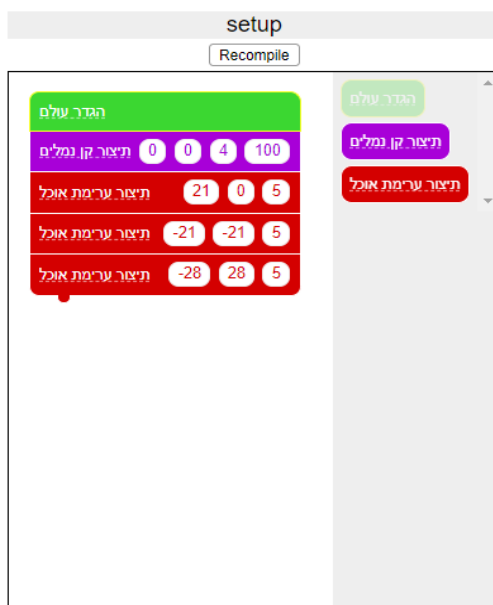 setup
Recompile
הגדר עולם
תיצור קן נמלים 0 0 4 100
תיצור ערימת אוכל 21 0 5
תיצור ערימת אוכל -21 -21 5
תיצור ערימת אוכל -28 28 5
הגדר עולם
תיצור קן נמלים
תיצור ערימת אוכל